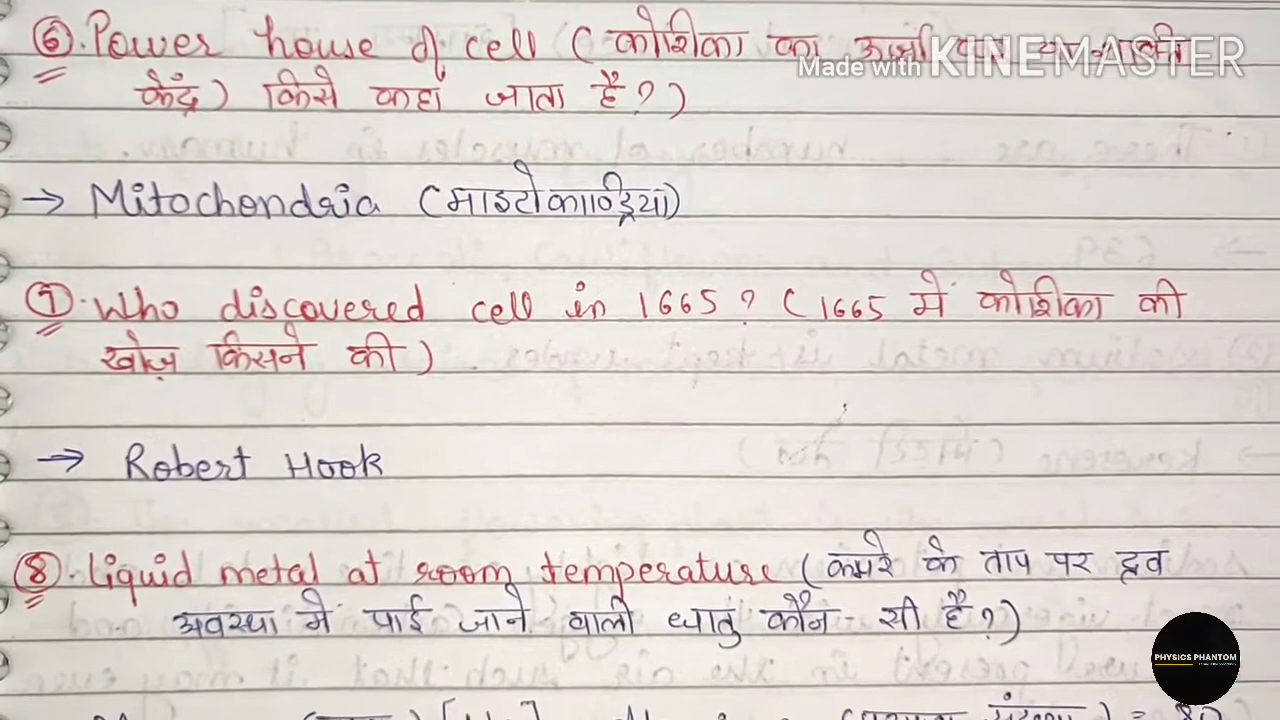 ⑥. Power house of cell ( कोशिका का ऊर्जा
Made with KINEMASTER
केंद्र) किसे कहा जाता है? )
→ Mitochondria (माइटोकाण्ड्रिया)
⑦. Who discovered cell in 1665 ? ( 1665 में कोशिका की
खोज़ किसने की )
→ Robert Hook
⑧. Liquid metal at room temperature ( कमरे के ताप पर द्रव
अवस्था में पाई जाने वाली धातु कौन-सी है?)
PHYSICS PHANTOM